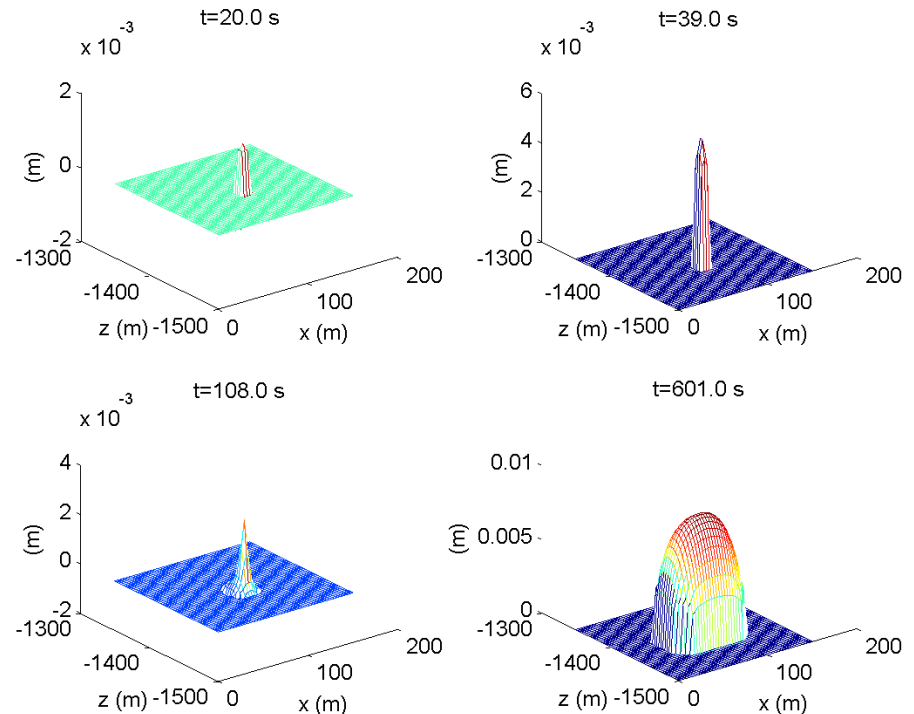 t=20.0 s
x 10^-3
2
0
-2
(m)
-1300
-1400
-1500
z (m)
0
100
200
x (m)
t=39.0 s
x 10^-3
6
4
2
0
(m)
-1300
-1400
-1500
z (m)
0
100
200
x (m)
t=108.0 s
x 10^-3
4
2
0
-2
(m)
-1300
-1400
-1500
z (m)
0
100
200
x (m)
t=601.0 s
0.01
0.005
0
(m)
-1300
-1400
-1500
z (m)
0
100
200
x (m)